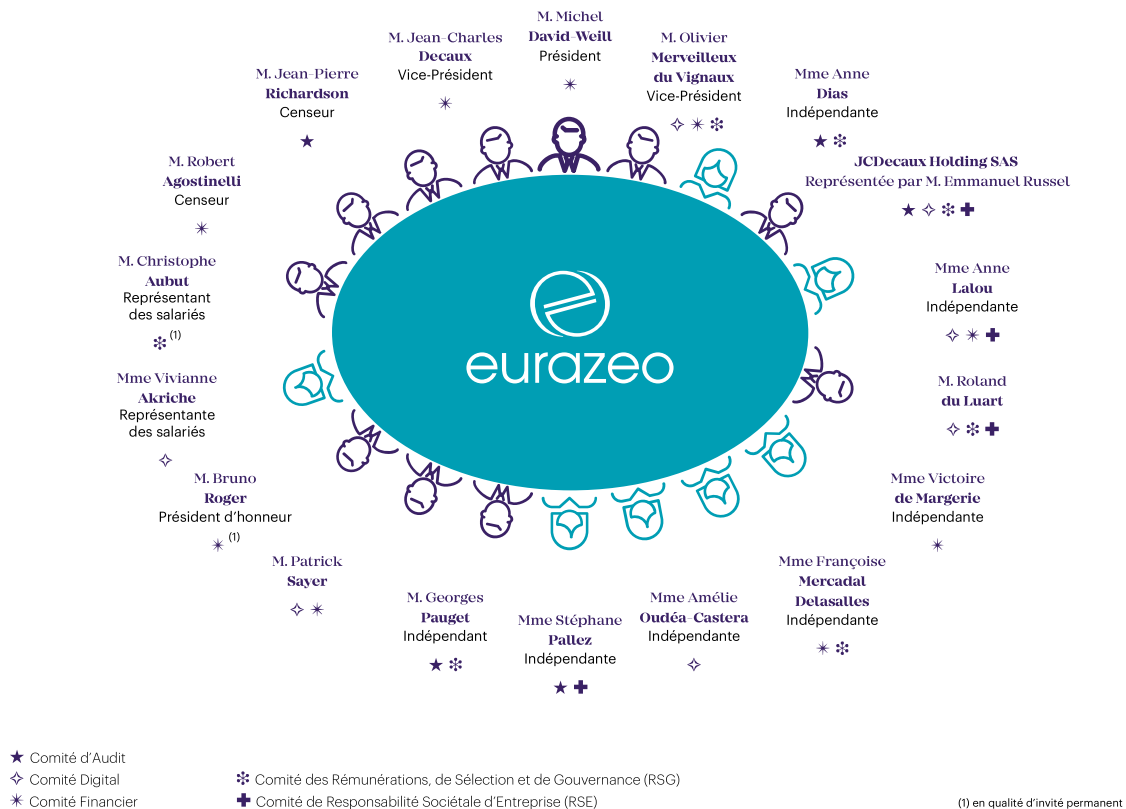 M. Michel
David-Weill
Président
✴
M. Olivier
Merveilleux
du Vignaux
Vice-Président
✧ ✴ ❇
Mme Anne
Dias
Indépendante
★ ❇
JCDecaux Holding SAS
Représentée par M. Emmanuel Russel
★ ✧ ❇ ✚
Mme Anne
Lalou
Indépendante
✧ ✴ ✚
M. Roland
du Luart
✧ ❇ ✚
Mme Victoire
de Margerie
Indépendante
✴
Mme Françoise
Mercadal
Delasalles
Indépendante
✴ ❇
Mme Amélie
Oudéa-Castera
Indépendante
✧
Mme Stéphane
Pallez
Indépendante
★ ✚
M. Georges
Pauget
Indépendant
★ ❇
M. Patrick
Sayer
✧ ✴
M. Bruno
Roger
Président d'honneur
✴ (1)
Mme Vivianne
Akriche
Représentante
des salariés
✧
M. Christophe
Aubut
Représentant
des salariés
❇ (1)
M. Robert
Agostinelli
Censeur
✴
M. Jean-Pierre
Richardson
Censeur
★
M. Jean-Charles
Decaux
Vice-Président
✴
eurazeo
★ Comité d'Audit
✧ Comité Digital
✴ Comité Financier
❇ Comité des Rémunérations, de Sélection et de Gouvernance (RSG)
✚ Comité de Responsabilité Sociétale d'Entreprise (RSE)
(1) en qualité d'invité permanent